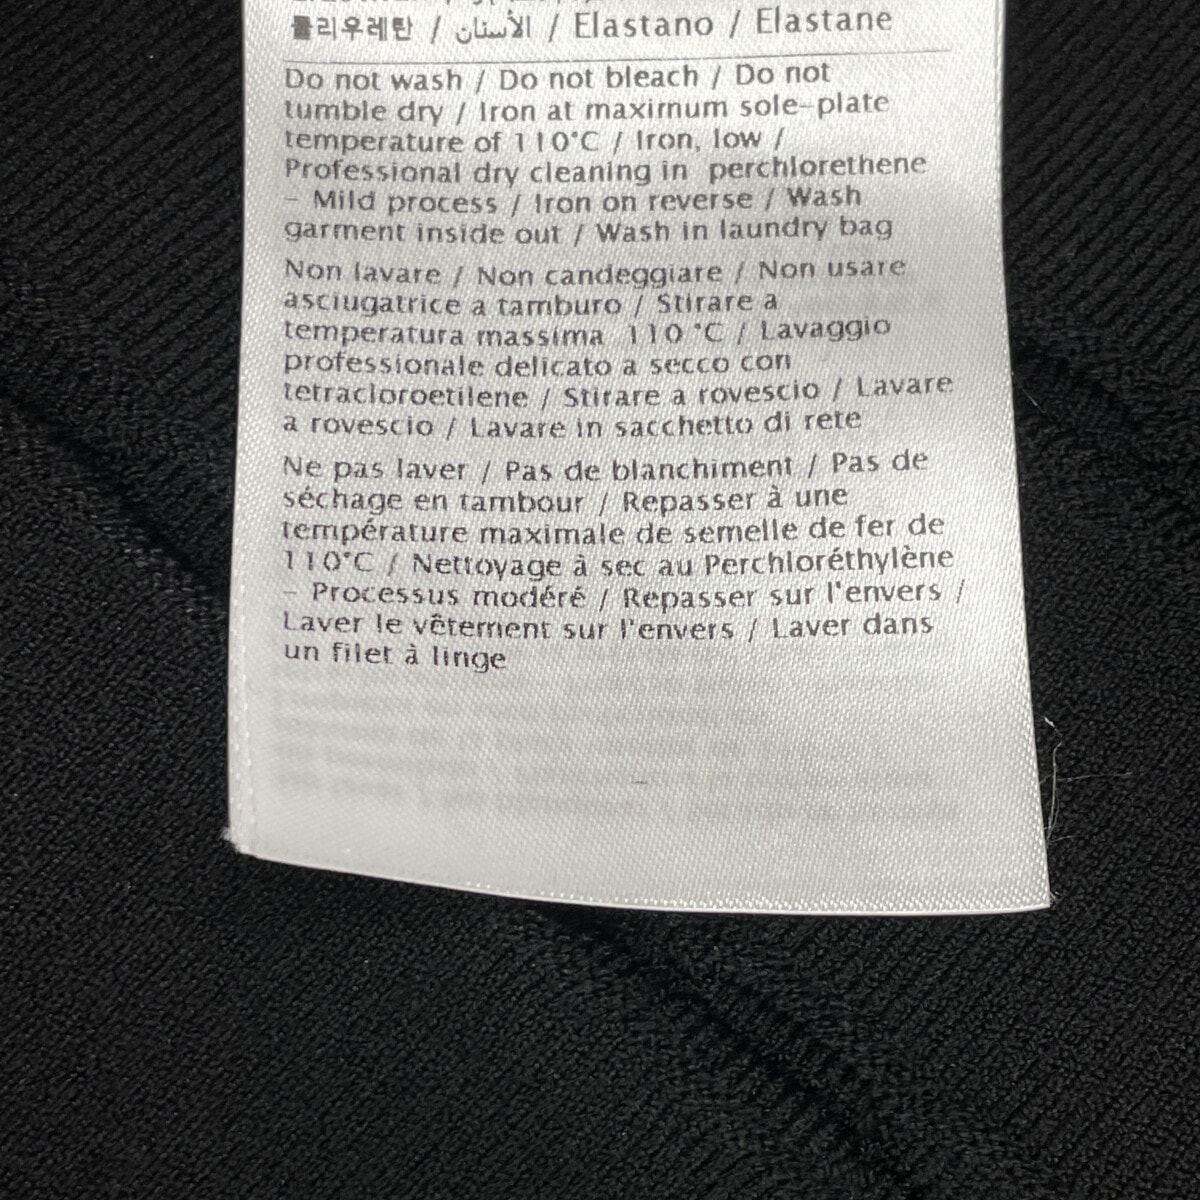 폴리우레탄 / الأستان / Elastano / Elastane
Do not wash / Do not bleach / Do not
tumble dry / Iron at maximum sole-plate
temperature of 110°C / Iron, low /
Professional dry cleaning in perchlorethene
- Mild process / Iron on reverse / Wash
garment inside out / Wash in laundry bag
Non lavare / Non candeggiare / Non usare
asciugatrice a tamburo / Stirare a
temperatura massima 110 °C / Lavaggio
professionale delicato a secco con
tetracloroetilene / Stirare a rovescio / Lavare
a rovescio / Lavare in sacchetto di rete
Ne pas laver / Pas de blanchiment / Pas de
séchage en tambour / Repasser à une
température maximale de semelle de fer de
110°C / Nettoyage à sec au Perchloréthylène
- Processus modéré / Repasser sur l'envers /
Laver le vêtement sur l'envers / Laver dans
un filet à linge